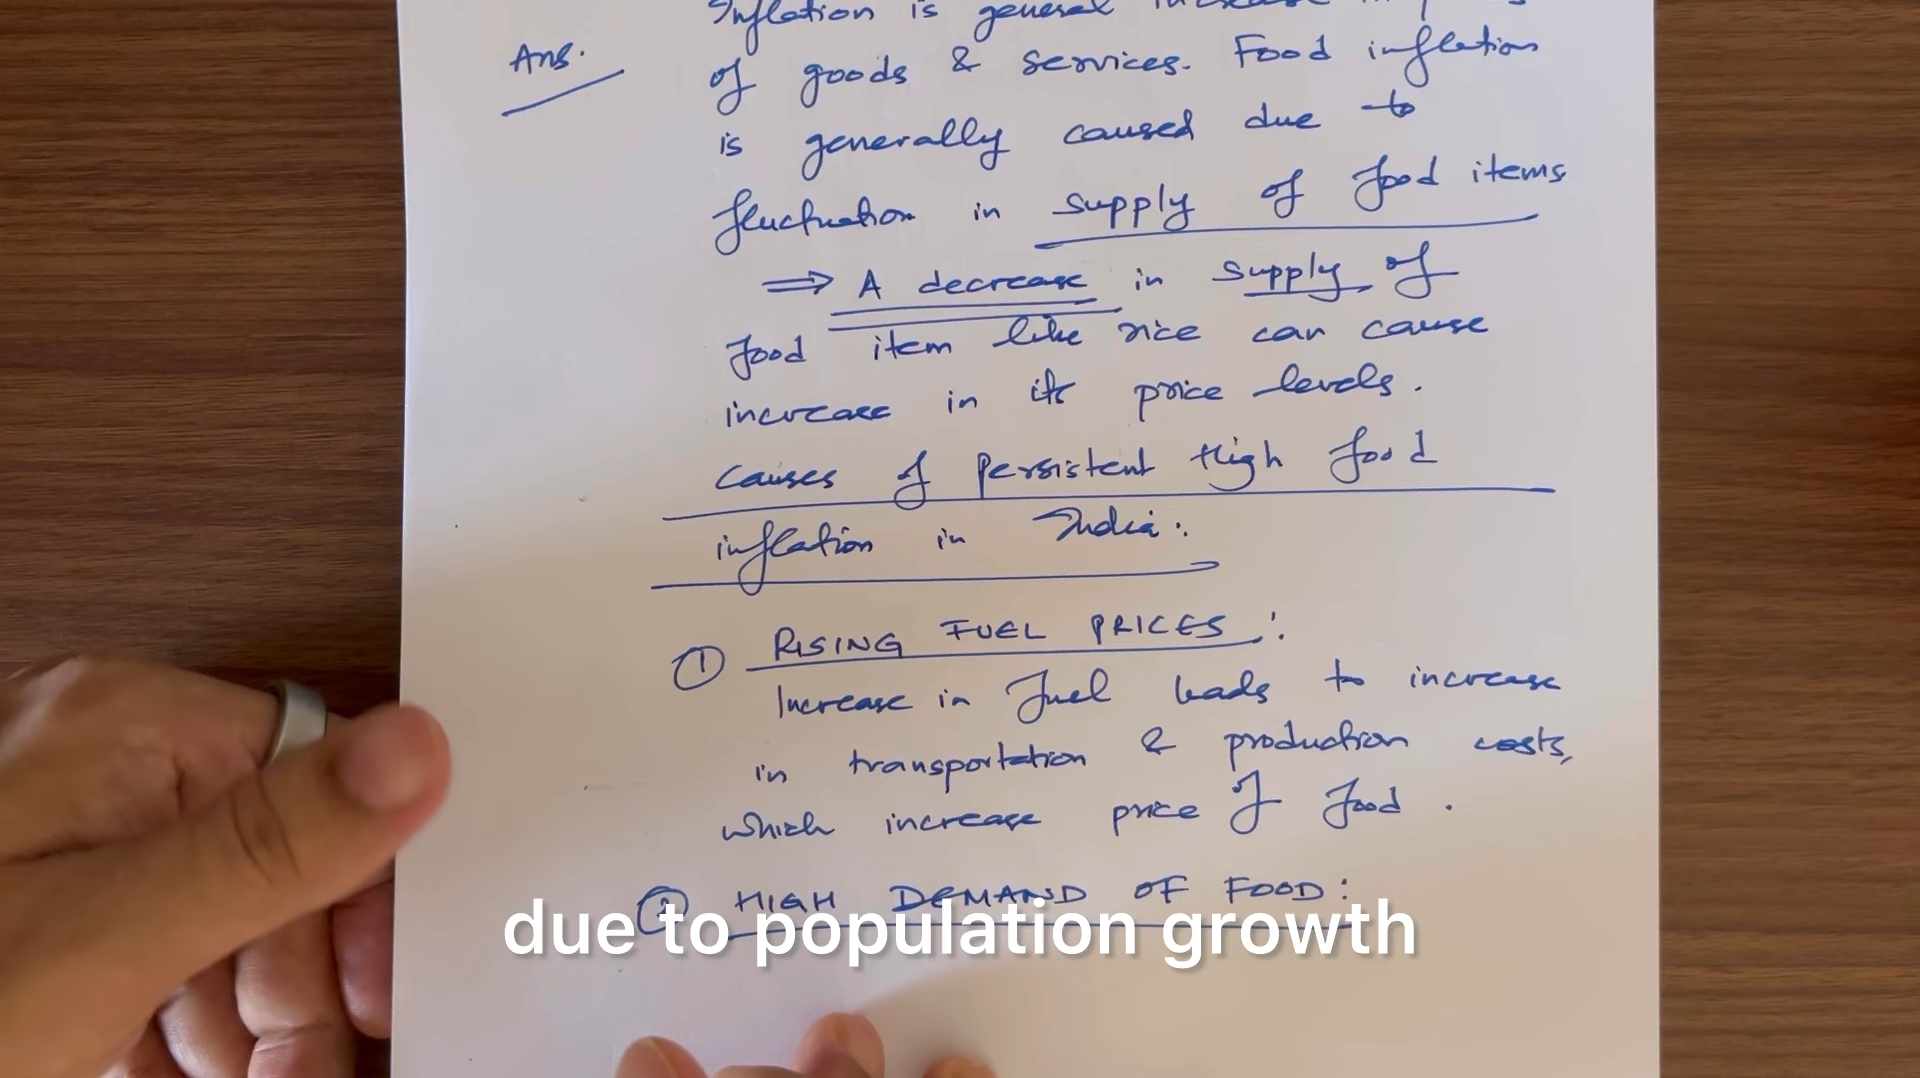 Inflation is general increase in
Ans.
of goods & services. Food inflation
is generally caused due to
fluctuation in supply of food items
⇒ A decrease in supply of
food item like rice can cause
increase in its price levels.
causes of Persistent High food
inflation in India:
① RISING FUEL PRICES:
Increase in fuel leads to increase
in transportation & production costs,
which increase price of food.
② HIGH DEMAND OF FOOD:
due to population growth